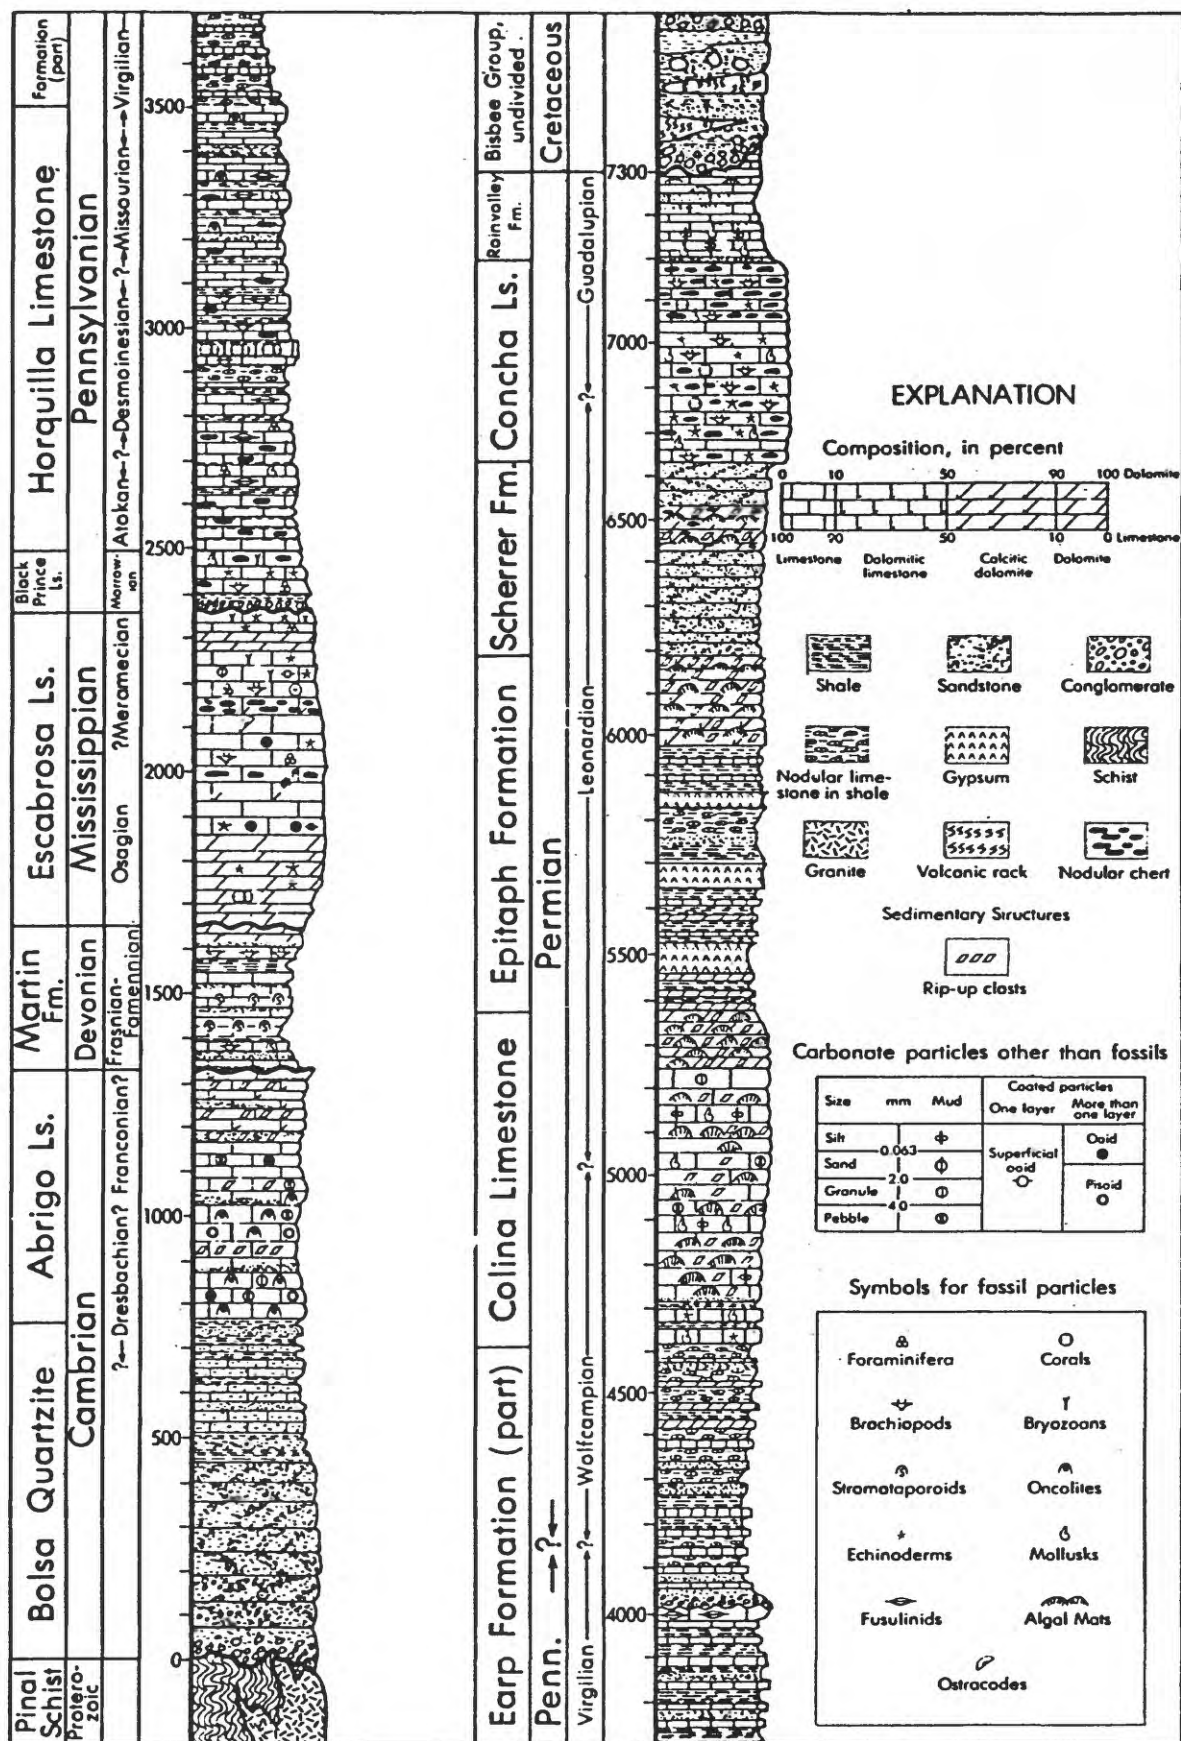 Formation
(part)
Horquilla Limestone
Black
Prince
Ls.
Escabrosa Ls.
Martin
Fm.
Abrigo Ls.
Bolsa Quartzite
Pinal
Schist
Pennsylvanian
Mississippian
Devonian
Cambrian
Protero-
zoic
Atokan←?→Desmoinesian←?→Missourian←→Virgilian
Morrow-
ian
Osagian ?Meramecian
Frasnian-
Famennian
?←Dresbachian? Franconian?
3500
3000
2500
2000
1500
1000
500
0
Bisbee Group,
undivided
Rainvalley
Fm.
Concha Ls.
Scherrer Fm.
Epitaph Formation
Colina Limestone
Earp Formation (part)
Cretaceous
Permian
Penn. →?←
Virgilian→?←Wolfcampian→?←Leonardian→?←Guadalupian
7300
7000
6500
6000
5500
5000
4500
4000
EXPLANATION
Composition, in percent
0 10 50 90 100 Dolomite
100 90 50 10 0 Limestone
Limestone Dolomitic limestone Calcitic dolomite Dolomite
Shale Sandstone Conglomerate
Nodular lime-
stone in shale
Gypsum Schist
Granite Volcanic rock Nodular chert
Sedimentary Structures
Rip-up clasts
Carbonate particles other than fossils
Size mm Mud
Coated particles
One layer
More than
one layer
Silt
0.063
Sand
2.0
Granule
4.0
Pebble
Superficial
ooid
Ooid
Pisoid
Symbols for fossil particles
Foraminifera Corals
Brachiopods Bryozoans
Stromataporoids Oncolites
Echinoderms Mollusks
Fusulinids Algal Mats
Ostracodes